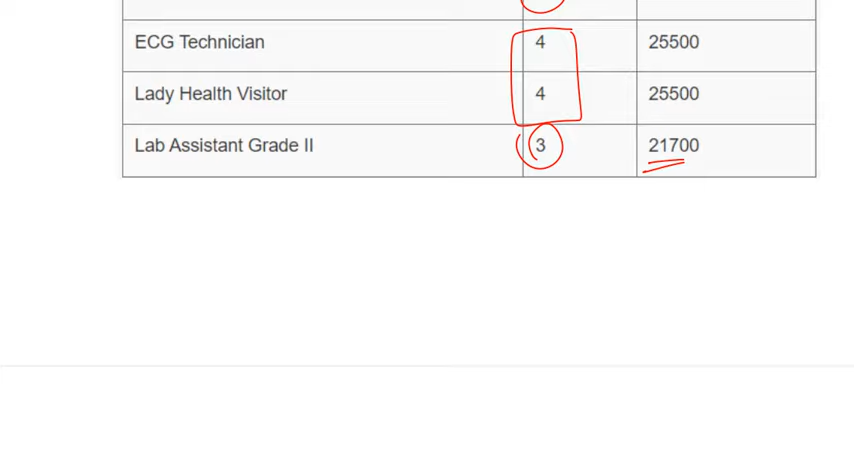 ECG Technician 4 25500
Lady Health Visitor 4 25500
Lab Assistant Grade II 3 21700